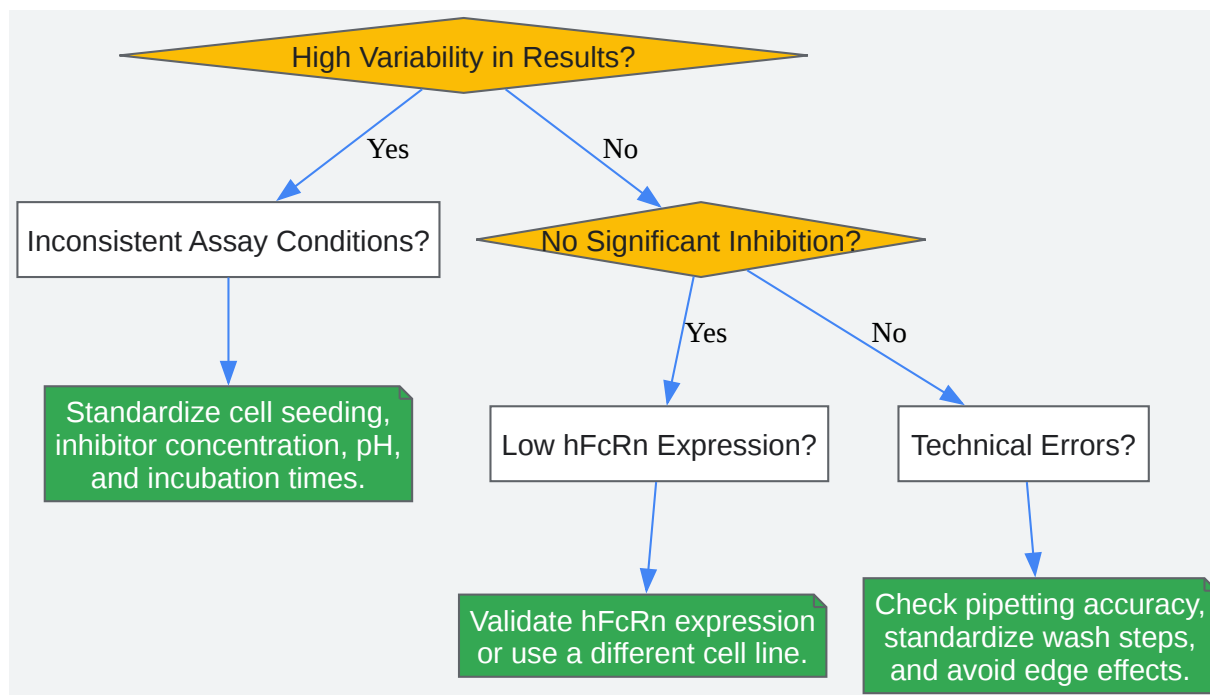 High Variability in Results?
Yes
No
Inconsistent Assay Conditions?
No Significant Inhibition?
Yes
No
Standardize cell seeding,
inhibitor concentration, pH,
and incubation times.
Low hFcRn Expression?
Technical Errors?
Validate hFcRn expression
or use a different cell line.
Check pipetting accuracy,
standardize wash steps,
and avoid edge effects.